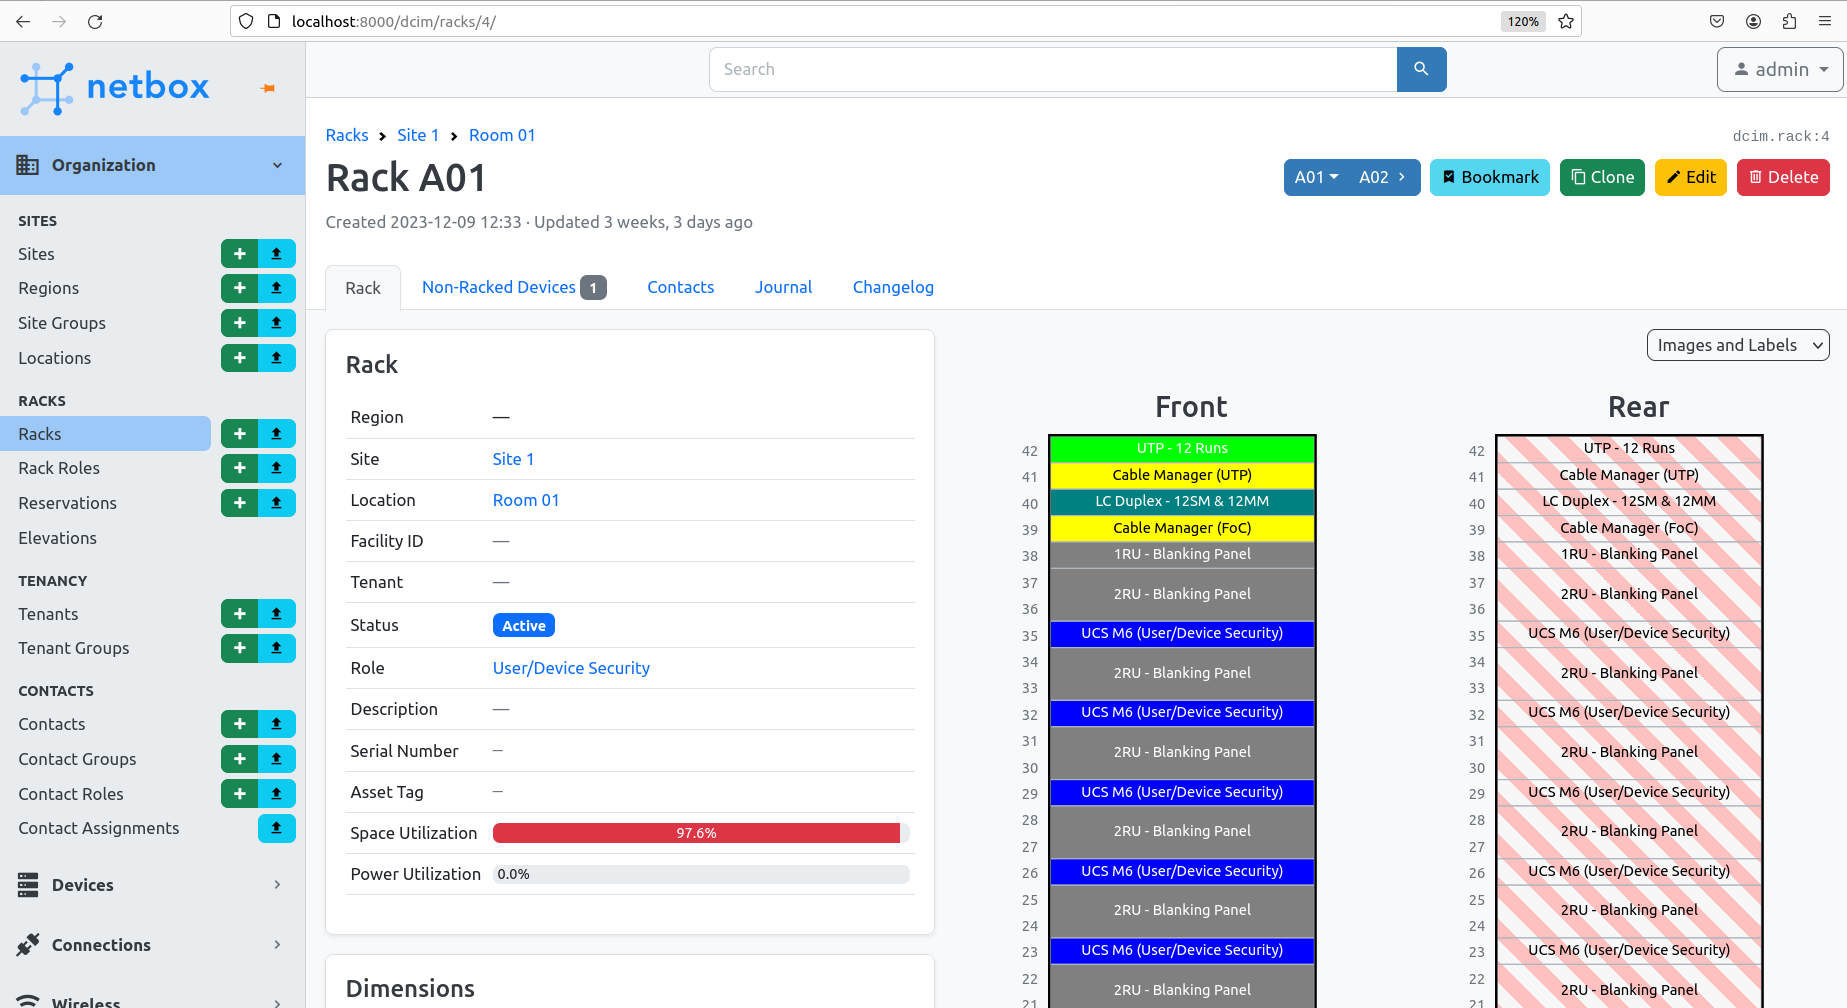 localhost:8000/dcim/racks/4/
120%
netbox
Search
admin
Organization
SITES
Sites
Regions
Site Groups
Locations
RACKS
Racks
Rack Roles
Reservations
Elevations
TENANCY
Tenants
Tenant Groups
CONTACTS
Contacts
Contact Groups
Contact Roles
Contact Assignments
Devices
Connections
Wireless
Racks > Site 1 > Room 01
dcim.rack:4
Rack A01
A01 A02 >
Bookmark
Clone
Edit
Delete
Created 2023-12-09 12:33 · Updated 3 weeks, 3 days ago
Rack
Non-Racked Devices 1
Contacts
Journal
Changelog
Rack
Region —
Site Site 1
Location Room 01
Facility ID —
Tenant —
Status Active
Role User/Device Security
Description —
Serial Number —
Asset Tag —
Space Utilization 97.6%
Power Utilization 0.0%
Dimensions
Images and Labels
Front
42 UTP - 12 Runs
41 Cable Manager (UTP)
40 LC Duplex - 12SM & 12MM
39 Cable Manager (FoC)
38 1RU - Blanking Panel
37
2RU - Blanking Panel
36
35 UCS M6 (User/Device Security)
34
2RU - Blanking Panel
33
32 UCS M6 (User/Device Security)
31
2RU - Blanking Panel
30
29 UCS M6 (User/Device Security)
28
2RU - Blanking Panel
27
26 UCS M6 (User/Device Security)
25
2RU - Blanking Panel
24
23 UCS M6 (User/Device Security)
22
2RU - Blanking Panel
21
Rear
42 UTP - 12 Runs
41 Cable Manager (UTP)
40 LC Duplex - 12SM & 12MM
39 Cable Manager (FoC)
38 1RU - Blanking Panel
37
2RU - Blanking Panel
36
35 UCS M6 (User/Device Security)
34
2RU - Blanking Panel
33
32 UCS M6 (User/Device Security)
31
2RU - Blanking Panel
30
29 UCS M6 (User/Device Security)
28
2RU - Blanking Panel
27
26 UCS M6 (User/Device Security)
25
2RU - Blanking Panel
24
23 UCS M6 (User/Device Security)
22
2RU - Blanking Panel
21